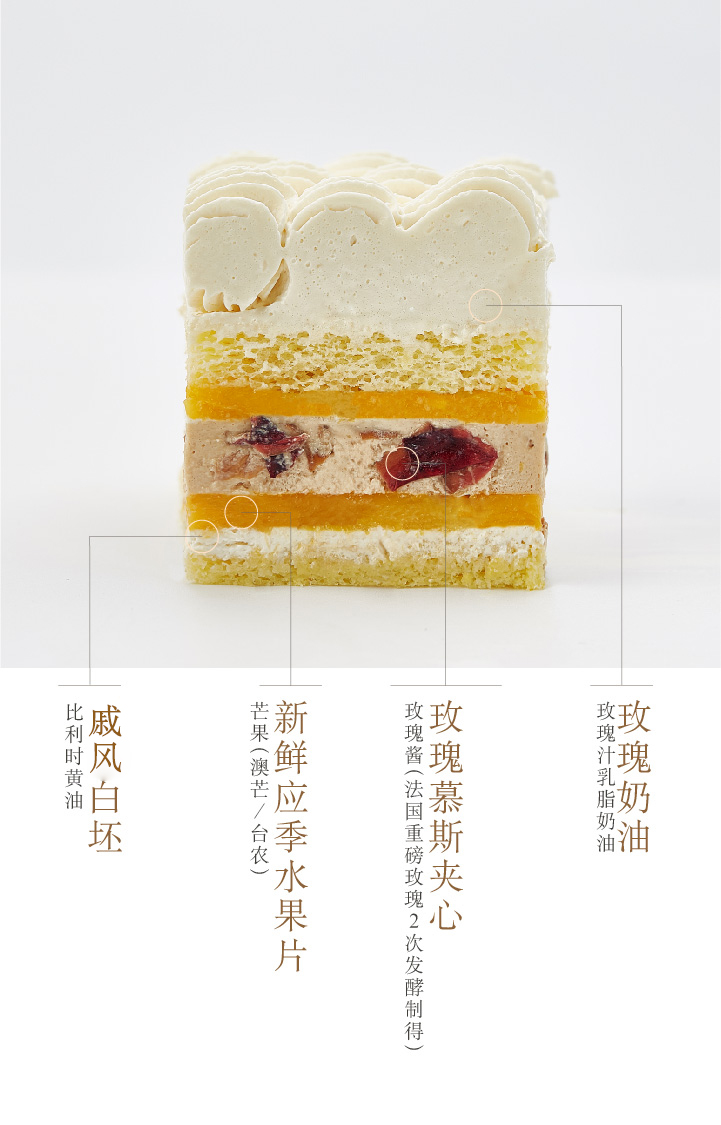 玫瑰奶油
玫瑰汁乳脂奶油
玫瑰慕斯夹心
玫瑰酱(法国重磅玫瑰2次发酵制得)
新鲜应季水果片
芒果(澳芒/台农)
戚风白坯
比利时黄油